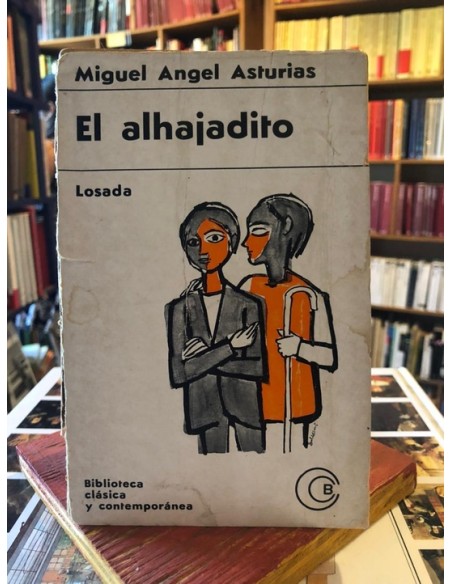 Miguel Angel Asturias
El alhajadito
Losada
Biblioteca
clásica
y contemporánea
B